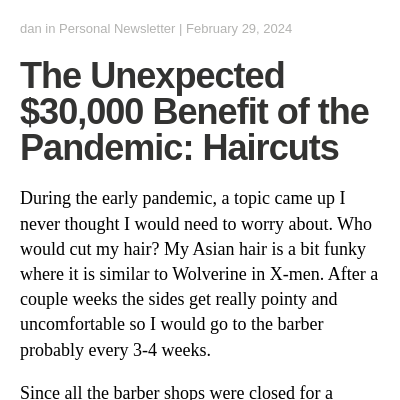 dan in Personal Newsletter | February 29, 2024
The Unexpected
$30,000 Benefit of the
Pandemic: Haircuts
During the early pandemic, a topic came up I
never thought I would need to worry about. Who
would cut my hair? My Asian hair is a bit funky
where it is similar to Wolverine in X-men. After a
couple weeks the sides get really pointy and
uncomfortable so I would go to the barber
probably every 3-4 weeks.
Since all the barber shops were closed for a